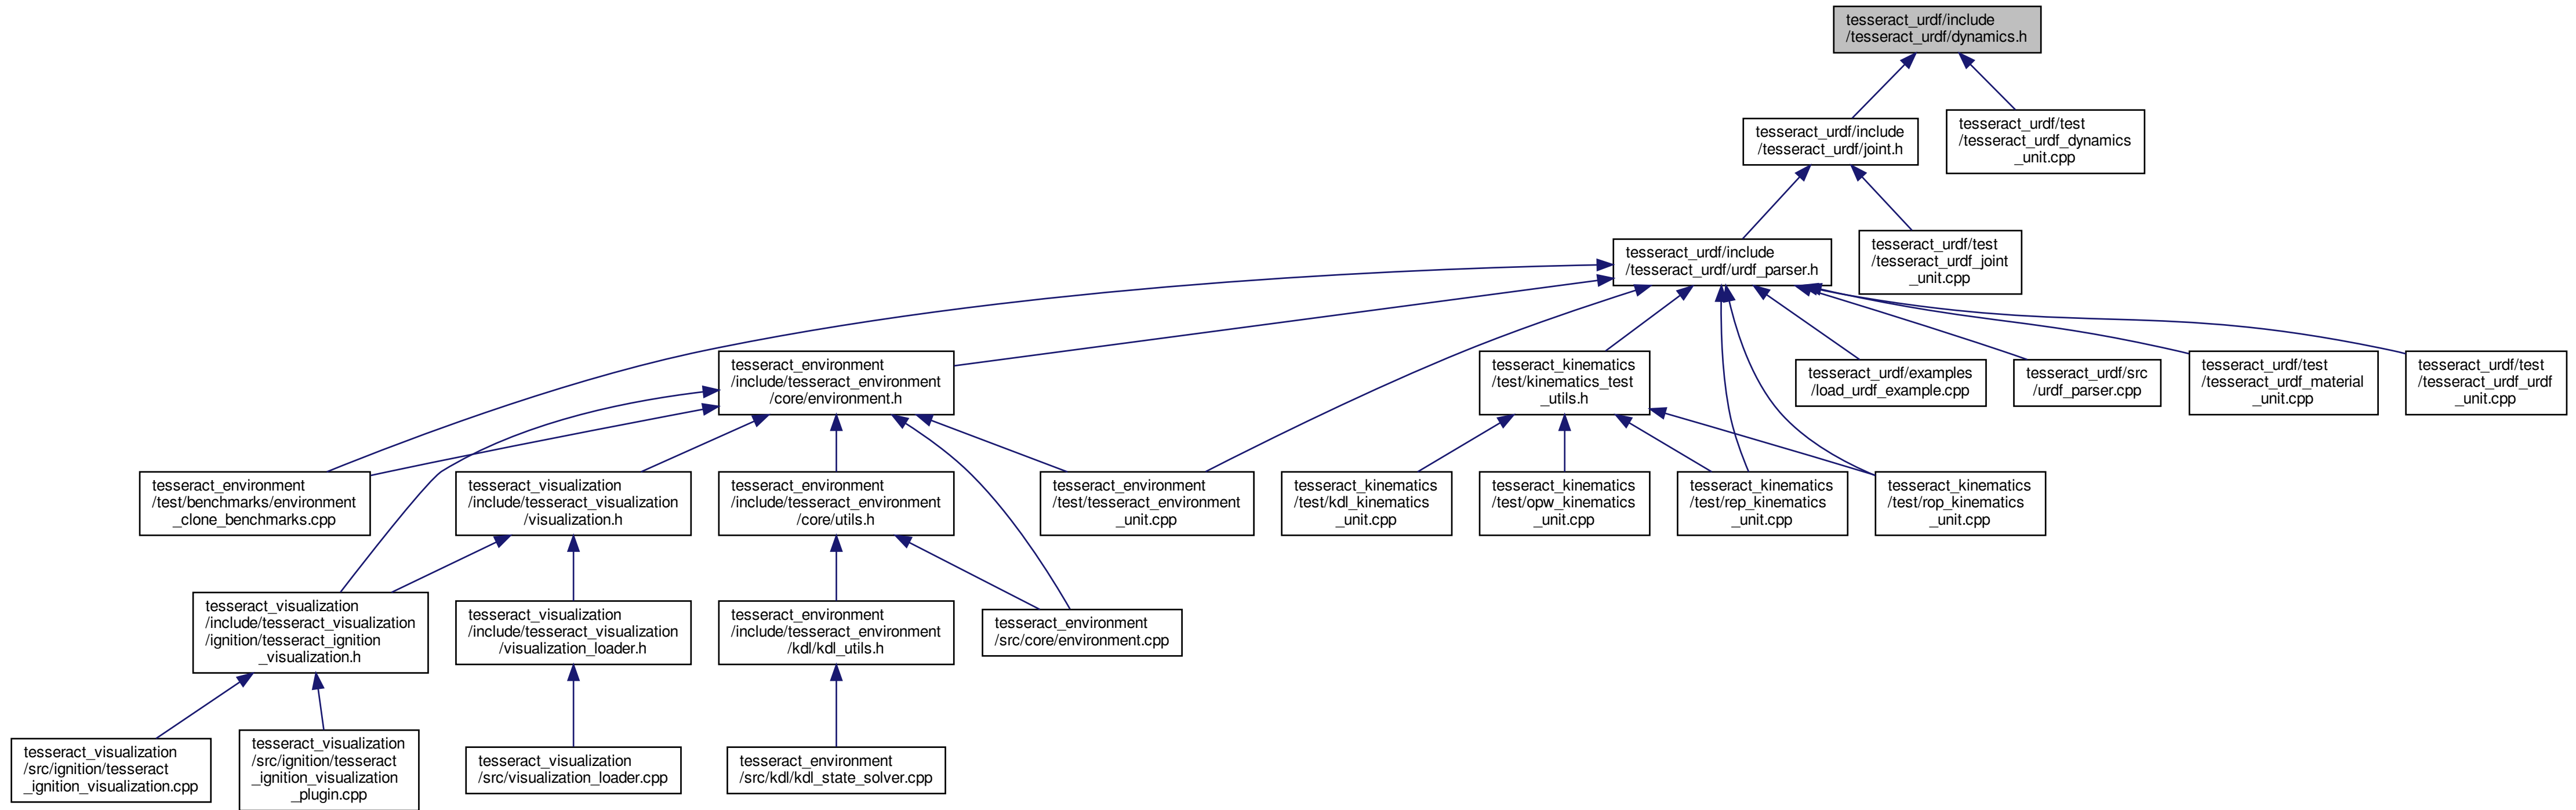 tesseract_urdf/include
/tesseract_urdf/dynamics.h
tesseract_urdf/include
/tesseract_urdf/joint.h
tesseract_urdf/test
/tesseract_urdf_dynamics
_unit.cpp
tesseract_urdf/include
/tesseract_urdf/urdf_parser.h
tesseract_urdf/test
/tesseract_urdf_joint
_unit.cpp
tesseract_environment
/include/tesseract_environment
/core/environment.h
tesseract_kinematics
/test/kinematics_test
_utils.h
tesseract_urdf/examples
/load_urdf_example.cpp
tesseract_urdf/src
/urdf_parser.cpp
tesseract_urdf/test
/tesseract_urdf_material
_unit.cpp
tesseract_urdf/test
/tesseract_urdf_urdf
_unit.cpp
tesseract_environment
/test/benchmarks/environment
_clone_benchmarks.cpp
tesseract_visualization
/include/tesseract_visualization
/visualization.h
tesseract_environment
/include/tesseract_environment
/core/utils.h
tesseract_environment
/test/tesseract_environment
_unit.cpp
tesseract_kinematics
/test/kdl_kinematics
_unit.cpp
tesseract_kinematics
/test/opw_kinematics
_unit.cpp
tesseract_kinematics
/test/rep_kinematics
_unit.cpp
tesseract_kinematics
/test/rop_kinematics
_unit.cpp
tesseract_visualization
/include/tesseract_visualization
/ignition/tesseract_ignition
_visualization.h
tesseract_visualization
/include/tesseract_visualization
/visualization_loader.h
tesseract_environment
/include/tesseract_environment
/kdl/kdl_utils.h
tesseract_environment
/src/core/environment.cpp
tesseract_visualization
/src/ignition/tesseract
_ignition_visualization.cpp
tesseract_visualization
/src/ignition/tesseract
_ignition_visualization
_plugin.cpp
tesseract_visualization
/src/visualization_loader.cpp
tesseract_environment
/src/kdl/kdl_state_solver.cpp